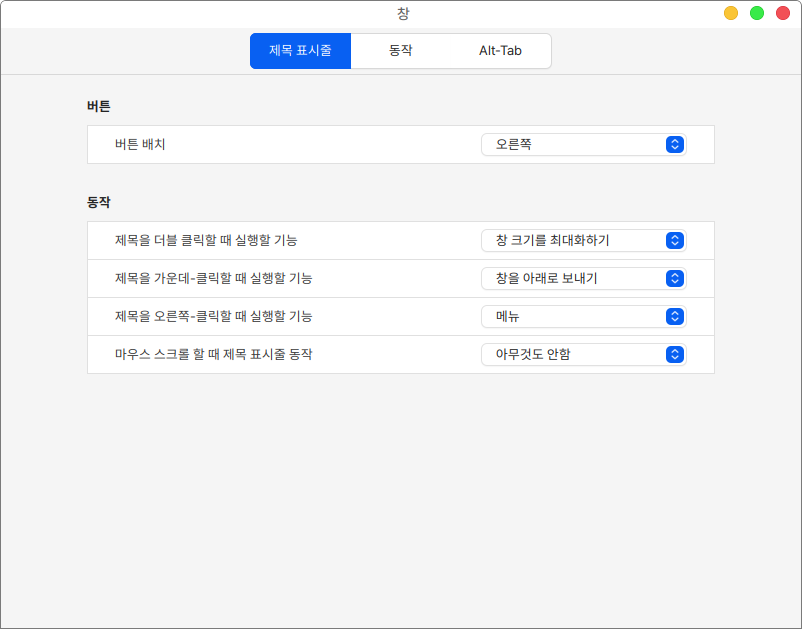 창
제목 표시줄 동작 Alt-Tab
버튼
버튼 배치 오른쪽
동작
제목을 더블 클릭할 때 실행할 기능 창 크기를 최대화하기
제목을 가운데-클릭할 때 실행할 기능 창을 아래로 보내기
제목을 오른쪽-클릭할 때 실행할 기능 메뉴
마우스 스크롤 할 때 제목 표시줄 동작 아무것도 안함